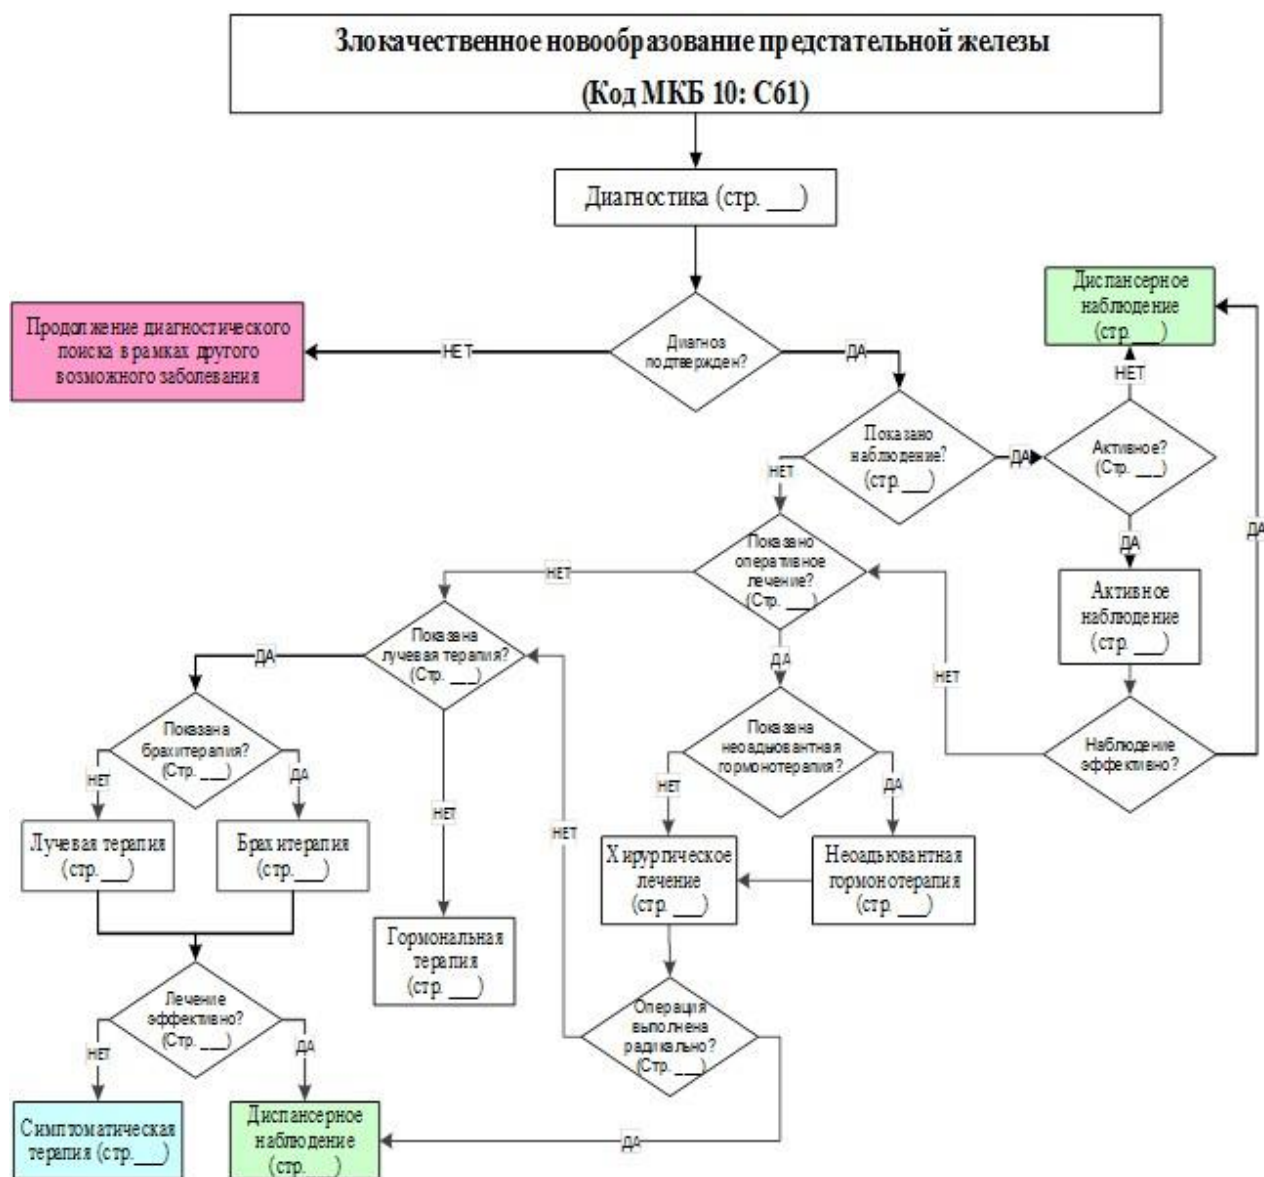 Злокачественное новообразование предстательной железы
(Код МКБ 10: С61)
Диагностика (стр. ___)
Диспансерное
наблюдение
(стр.___)
Продолжение диагностического
поиска в рамках другого
возможного заболевания
НЕТ
Диагноз
подтвержден?
ДА
НЕТ
Показано
наблюдение?
(стр.___)
ДА
Активное?
(Стр. ___)
НЕТ
ДА
ДА
Показано
оперативное
лечение?
(Стр. ___)
НЕТ
Активное
наблюдение
(стр.___)
Показана
лучевая терапия?
(Стр. ___)
ДА
ДА
НЕТ
Показана
брахитерапия?
(Стр. ___)
Показана
неоадьювантная
гормонотерапия?
Наблюдение
эффективно?
НЕТ
ДА
НЕТ
НЕТ
НЕТ
ДА
Лучевая терапия
(стр.___)
Брахитерапия
(стр.___)
Хирургическое
лечение
(стр.___)
Неоадьювантная
гормонотерапия
(стр.___)
Гормональная
терапия
(стр.___)
Лечение
эффективно?
(Стр. ___)
Операция
выполнена
радикально?
(Стр. ___)
НЕТ
ДА
Симптоматическая
терапия (стр.___)
Диспансерное
наблюдение
(стр.___)
ДА